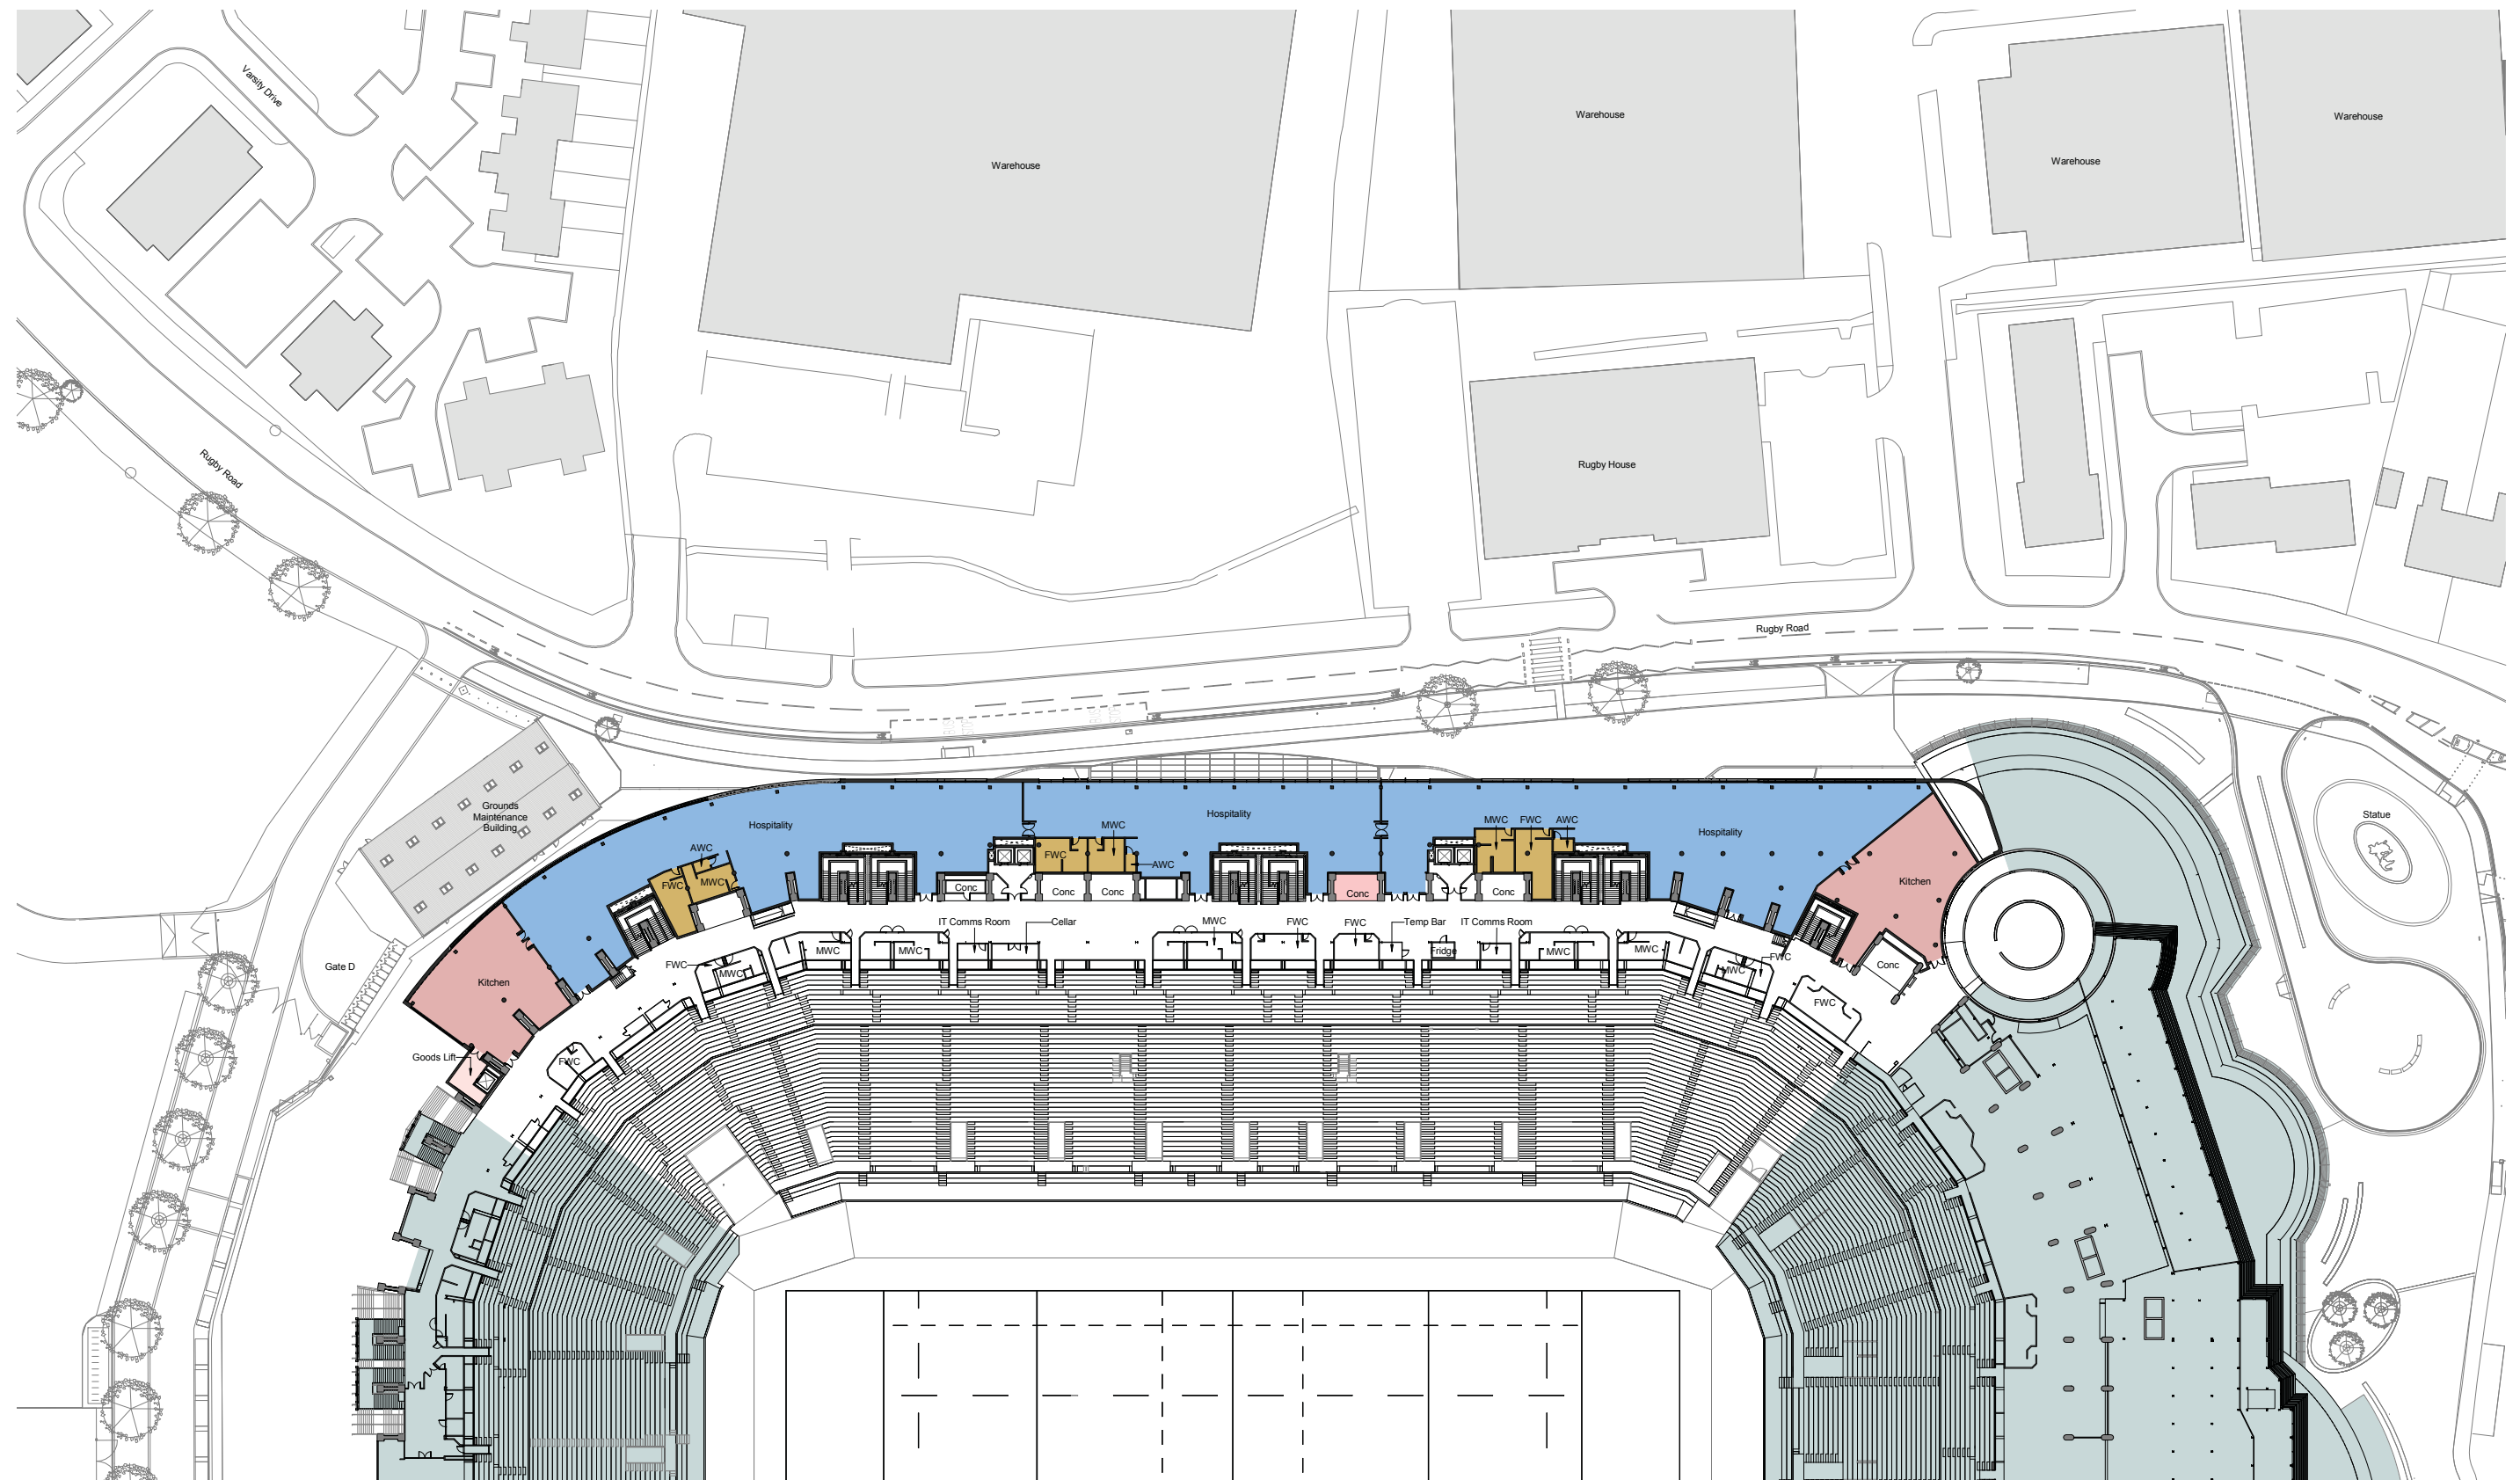 Varsity Drive
Warehouse
Warehouse
Warehouse
Warehouse
Rugby House
Rugby Road
Rugby Road
Grounds
Maintenance
Building
Statue
Hospitality
Hospitality
Hospitality
MWC
MWC
FWC
AWC
AWC
FWC
AWC
FWC
MWC
Kitchen
Conc
Conc
Conc
Conc
Conc
IT Comms Room
Cellar
MWC
FWC
FWC
Temp Bar
IT Comms Room
MWC
MWC
Fridge
MWC
MWC
FWC
MWC
MWC
FWC
Conc
Gate D
Kitchen
FWC
Goods Lift
FWC